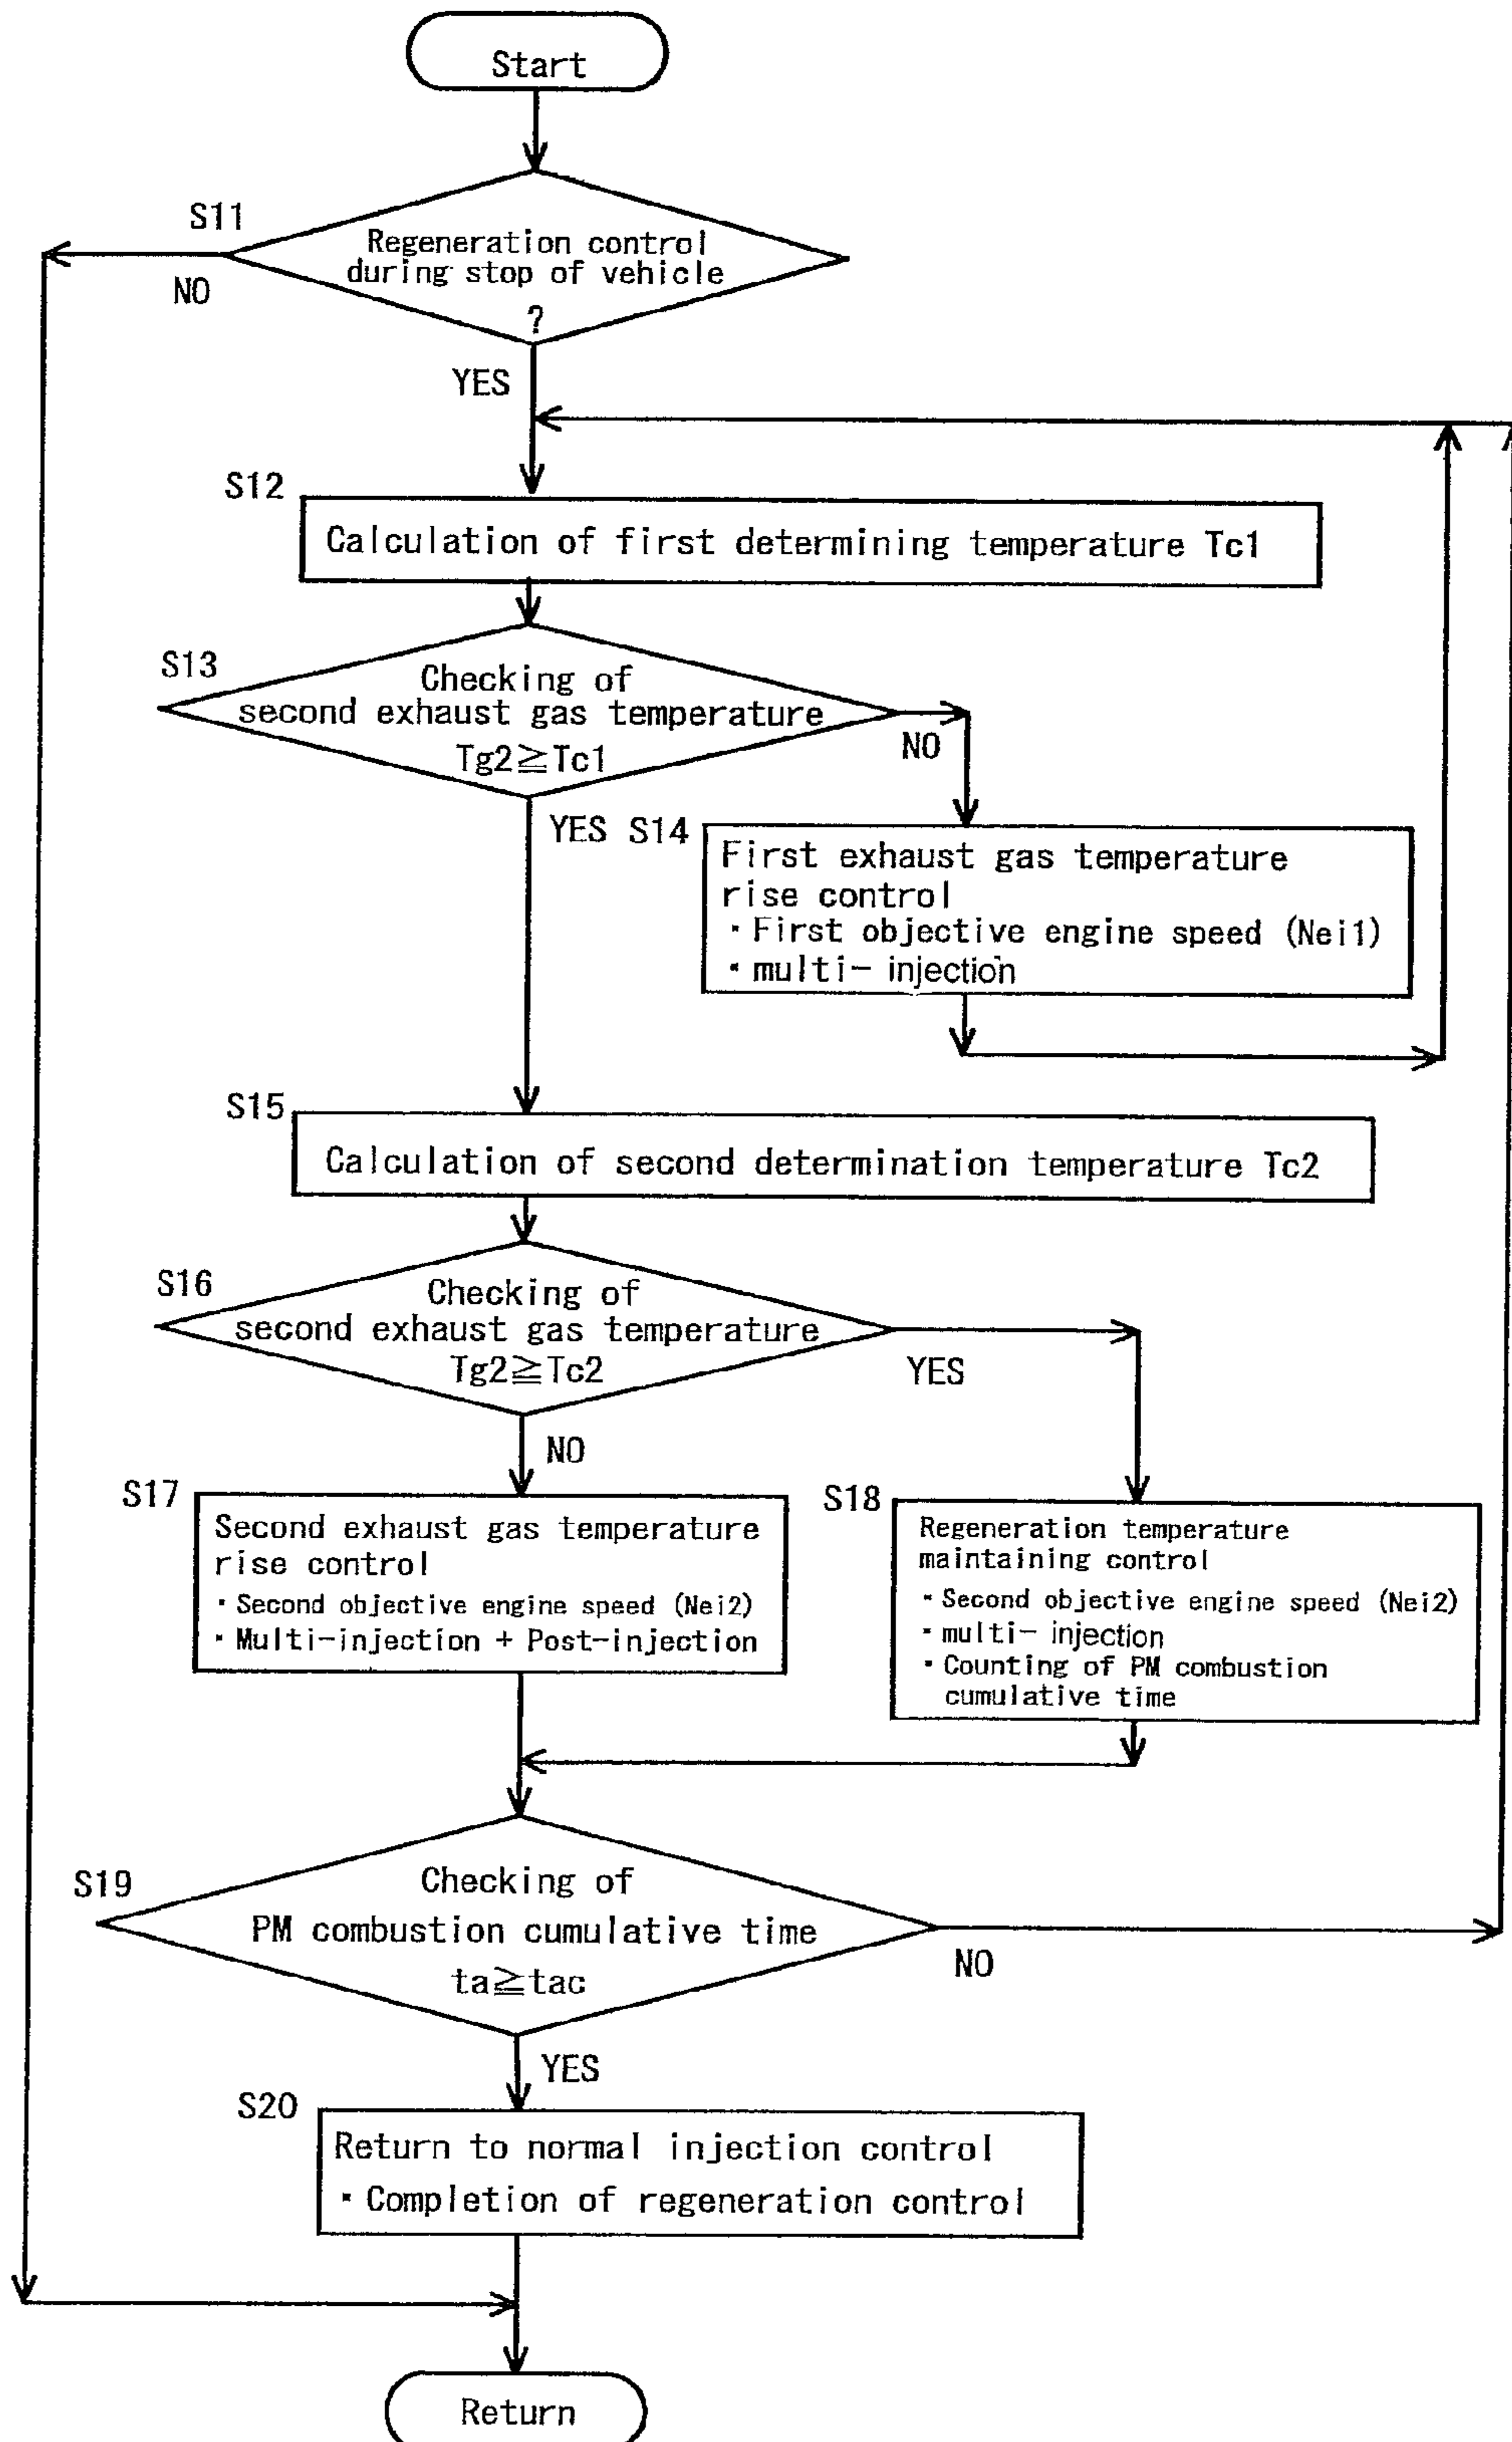 Start
S11
Regeneration control
during stop of vehicle
?
NO
YES
S12
Calculation of first determining temperature Tc1
S13
Checking of
second exhaust gas temperature
Tg2≧Tc1
NO
YES
S14
First exhaust gas temperature
rise control
・First objective engine speed (Nei1)
・multi- injection
S15
Calculation of second determination temperature Tc2
S16
Checking of
second exhaust gas temperature
Tg2≧Tc2
YES
NO
S17
Second exhaust gas temperature
rise control
・Second objective engine speed (Nei2)
・Multi-injection + Post-injection
S18
Regeneration temperature
maintaining control
・Second objective engine speed (Nei2)
・multi- injection
・Counting of PM combustion
cumulative time
S19
Checking of
PM combustion cumulative time
ta≧tac
NO
YES
S20
Return to normal injection control
・Completion of regeneration control
Return